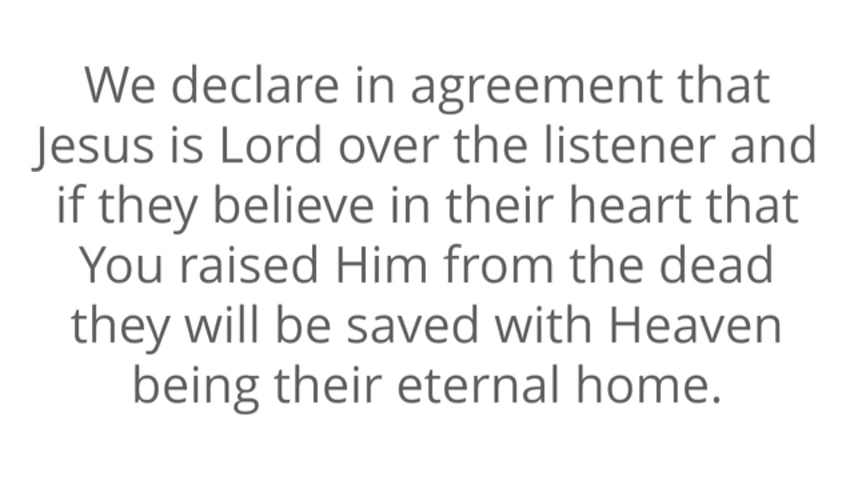 We declare in agreement that
Jesus is Lord over the listener and
if they believe in their heart that
You raised Him from the dead
they will be saved with Heaven
being their eternal home.